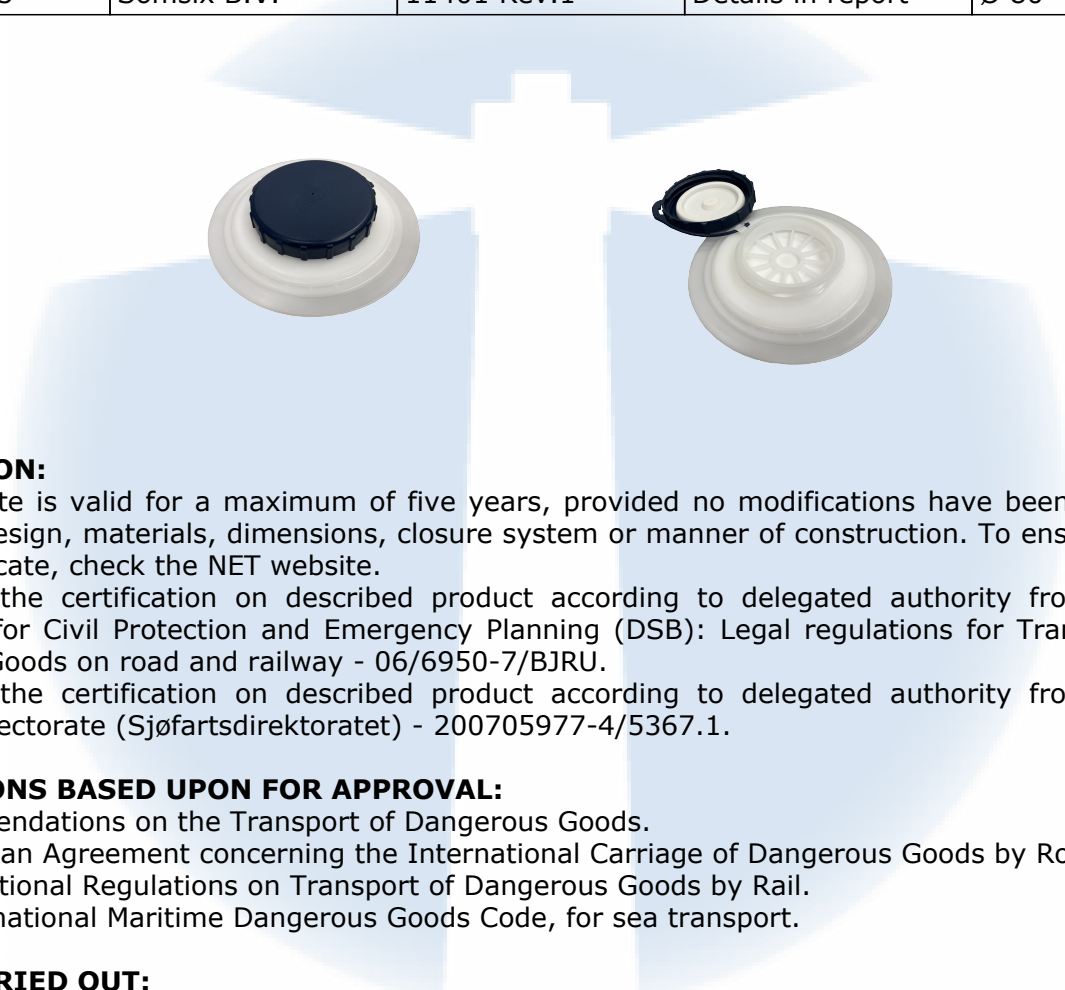 Somsix B.V. 11401 Rev.1 Details in report Ø 80
ON:
te is valid for a maximum of five years, provided no modifications have been
esign, materials, dimensions, closure system or manner of construction. To ens
cate, check the NET website.
the certification on described product according to delegated authority fro
for Civil Protection and Emergency Planning (DSB): Legal regulations for Tran
Goods on road and railway - 06/6950-7/BJRU.
the certification on described product according to delegated authority fro
ectorate (Sjøfartsdirektoratet) - 200705977-4/5367.1.
ONS BASED UPON FOR APPROVAL:
endations on the Transport of Dangerous Goods.
an Agreement concerning the International Carriage of Dangerous Goods by Ro
tional Regulations on Transport of Dangerous Goods by Rail.
national Maritime Dangerous Goods Code, for sea transport.
RIED OUT: